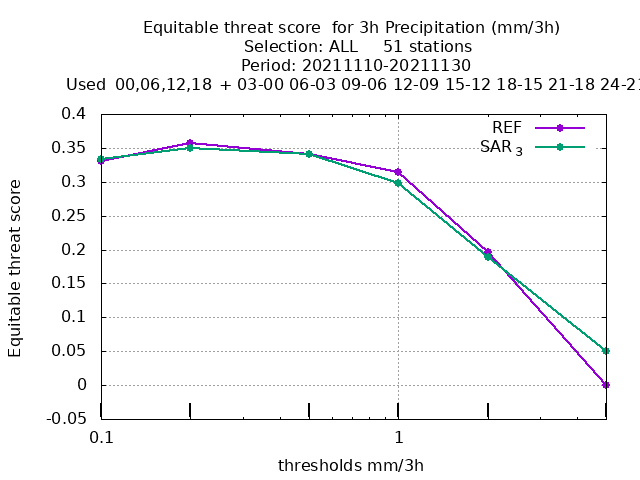 Equitable threat score  for 3h Precipitation (mm/3h)
Selection: ALL     51 stations
Period: 20211110-20211130
Used  00,06,12,18  + 03-00 06-03 09-06 12-09 15-12 18-15 21-18 24-21
REF
SAR 3
0.4
0.35
0.3
0.25
0.2
0.15
0.1
0.05
0
-0.05
Equitable threat score
0.1
1
thresholds mm/3h